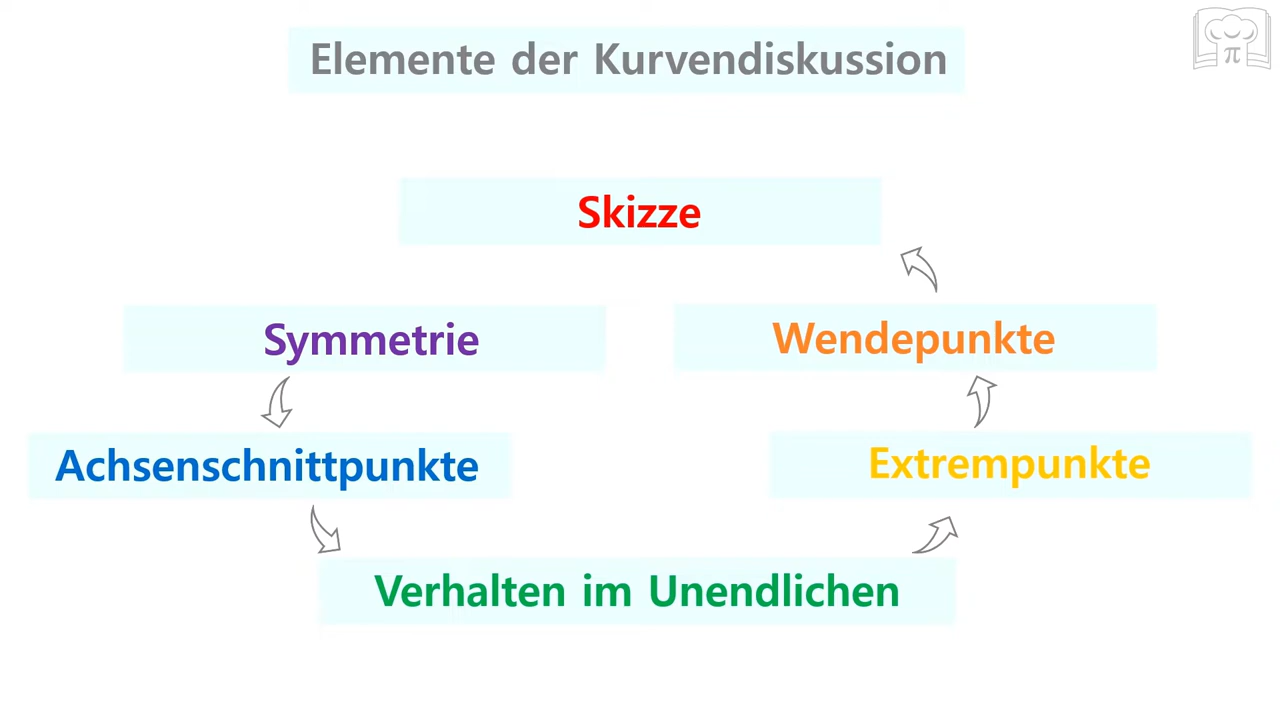 Elemente der Kurvendiskussion
Skizze
Symmetrie
Wendepunkte
Achsenschnittpunkte
Extrempunkte
Verhalten im Unendlichen
π